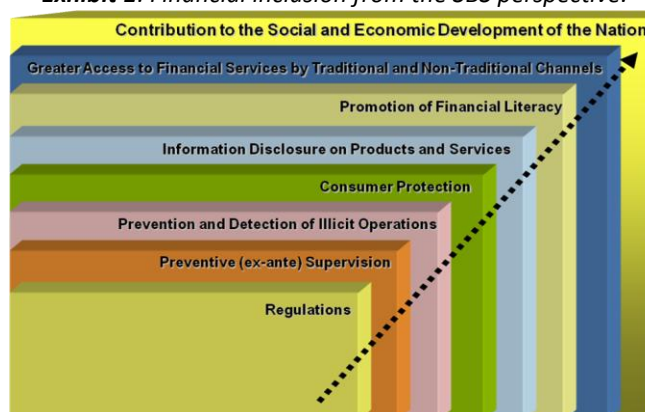 Exhibit 1: Financial Inclusion from the SBS perspective.
Contribution to the Social and Economic Development of the Nation
Greater Access to Financial Services by Traditional and Non-Traditional Channels
Promotion of Financial Literacy
Information Disclosure on Products and Services
Consumer Protection
Prevention and Detection of Illicit Operations
Preventive (ex-ante) Supervision
Regulations